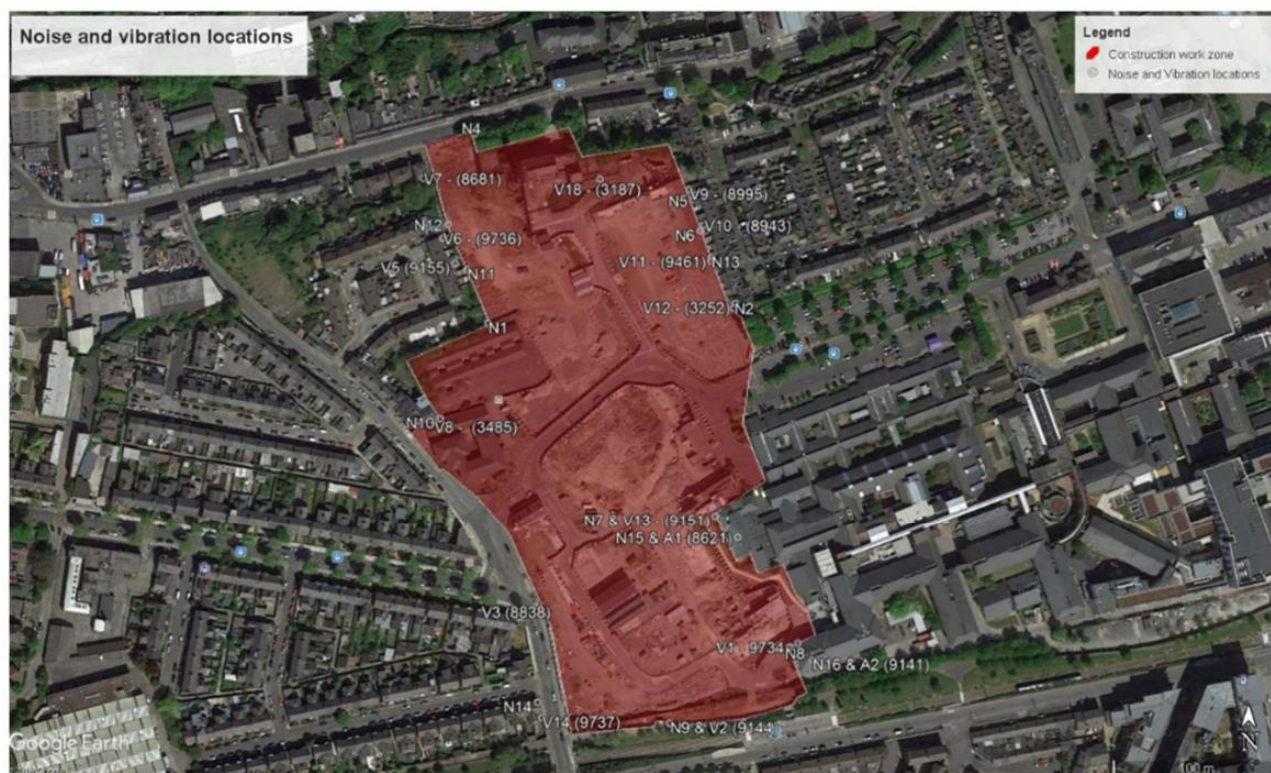 Noise and vibration locations
Legend
Construction work zone
Noise and Vibration locations
N4
V7 - (8681)
V18 - (3187)
V9 - (8995)
N5
N12
V6 - (9736)
N6
V10 - (8943)
V5 (9155)
N11
V11 - (9461)
N13
V12 - (3252)
N2
N1
N10
V8 - (3485)
N7 & V13 - (9151)
N15 & A1 (8621)
V3 (8838)
V1 - 9734
N8
N16 & A2 (9141)
N14
V14 (9737)
N9 & V2 (9144
Google Earth
100 m
N